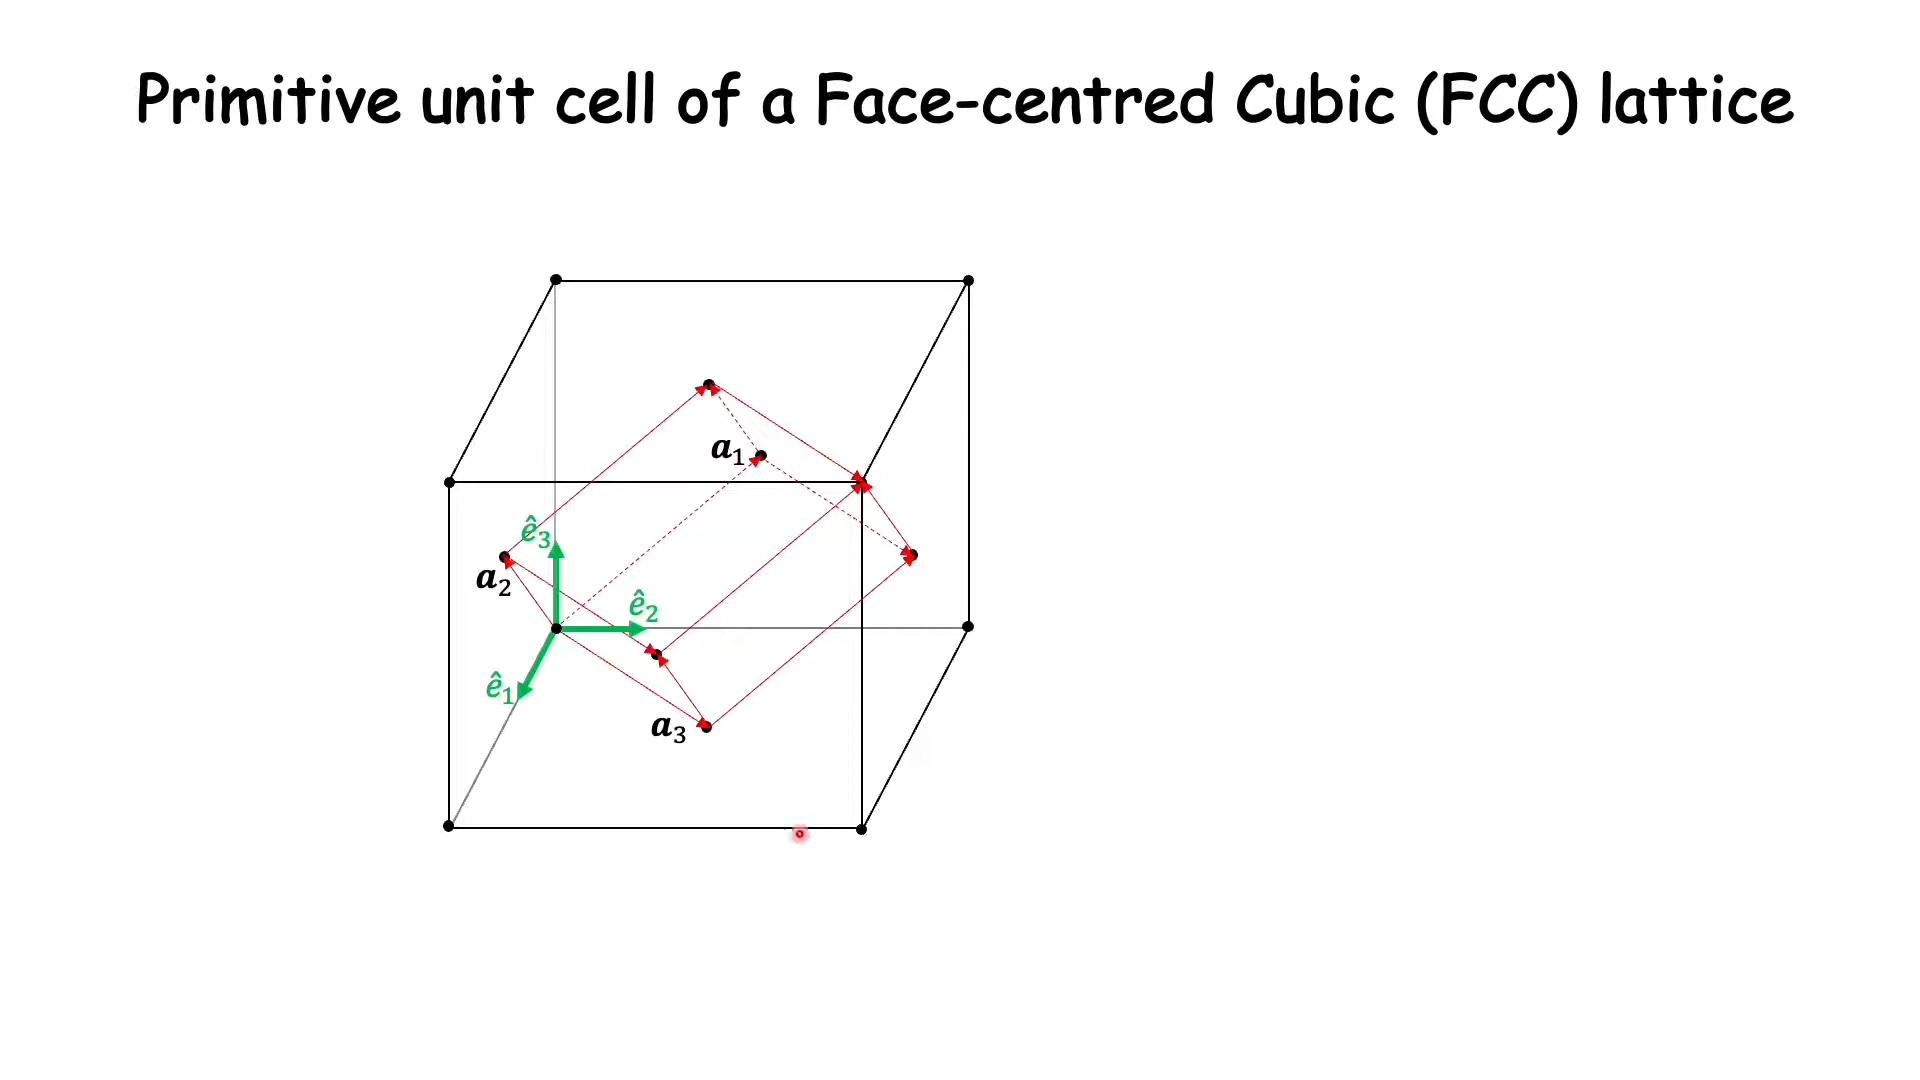 Primitive unit cell of a Face-centred Cubic (FCC) lattice
a₁
ê₃
a₂
ê₂
ê₁
a₃